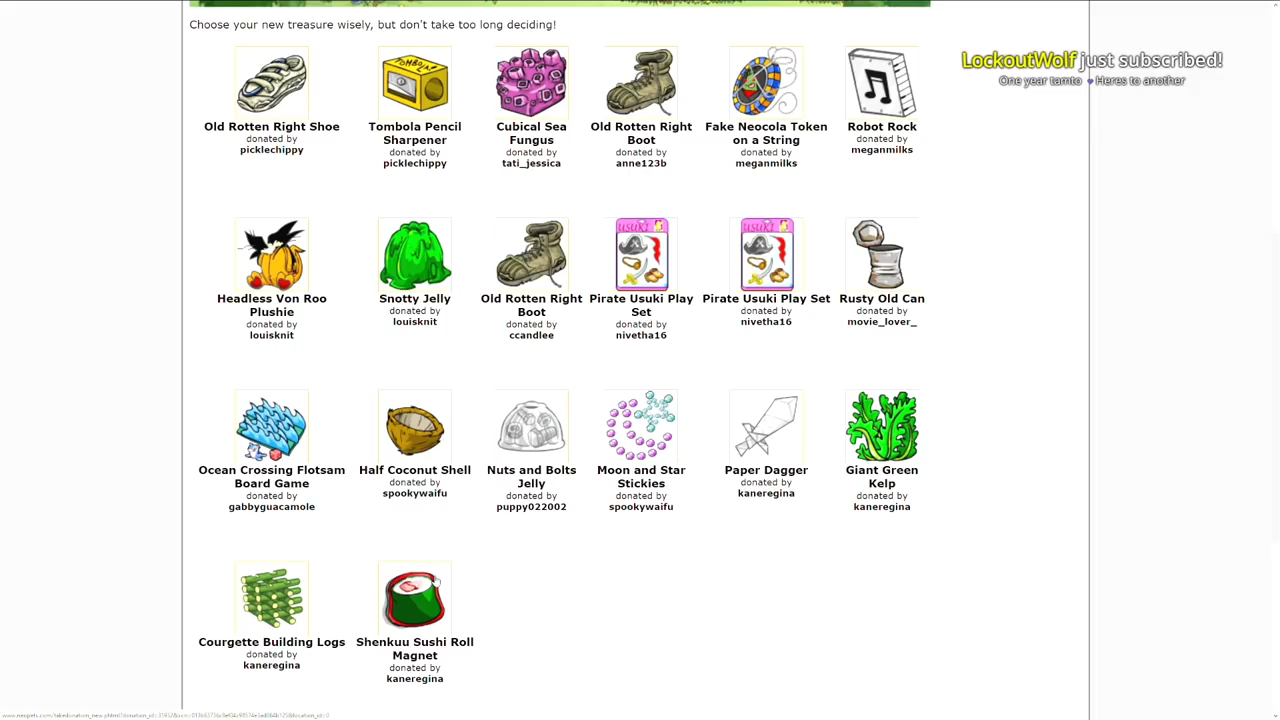 Choose your new treasure wisely, but don't take too long deciding!
LockoutWolf just subscribed!
One year tamto Heres to another
TOMBOLA
Old Rotten Right Shoe
donated by
picklechippy
Tombola Pencil
Sharpener
donated by
picklechippy
Cubical Sea
Fungus
donated by
tati_jessica
Old Rotten Right
Boot
donated by
anne123b
Fake Neocola Token
on a String
donated by
meganmilks
Robot Rock
donated by
meganmilks
Headless Von Roo
Plushie
donated by
louisknit
Snotty Jelly
donated by
louisknit
Old Rotten Right
Boot
donated by
ccandlee
USUKI
Pirate Usuki Play
Set
donated by
nivetha16
USUKI
Pirate Usuki Play Set
donated by
nivetha16
Rusty Old Can
donated by
movie_lover_
Ocean Crossing Flotsam
Board Game
donated by
gabbyguacamole
Half Coconut Shell
donated by
spookywaifu
Nuts and Bolts
Jelly
donated by
puppy022002
Moon and Star
Stickies
donated by
spookywaifu
Paper Dagger
donated by
kaneregina
Giant Green
Kelp
donated by
kaneregina
Courgette Building Logs
donated by
kaneregina
Shenkuu Sushi Roll
Magnet
donated by
kaneregina